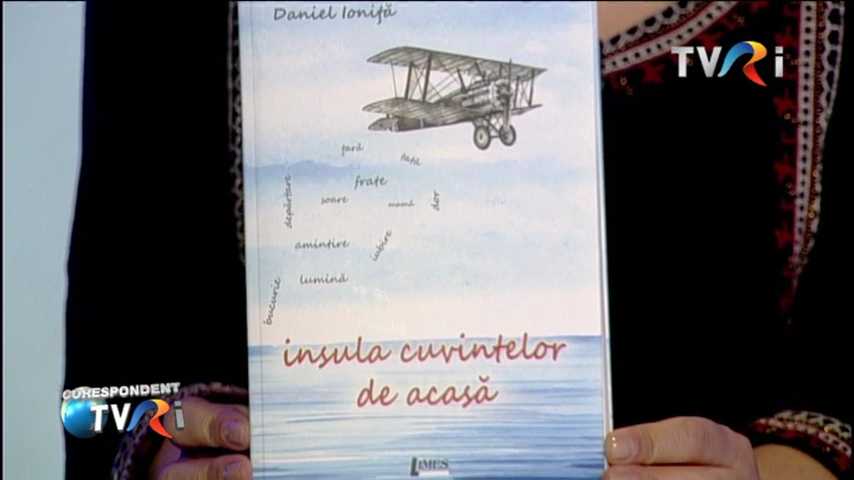 Daniel Ioniță
TVRi
țară
tată
frate
depărtare
soare
mamă
dor
amintire
iubire
lumină
bucurie
insula cuvintelor
de acasă
CORESPONDENT
TVRi
LIMES